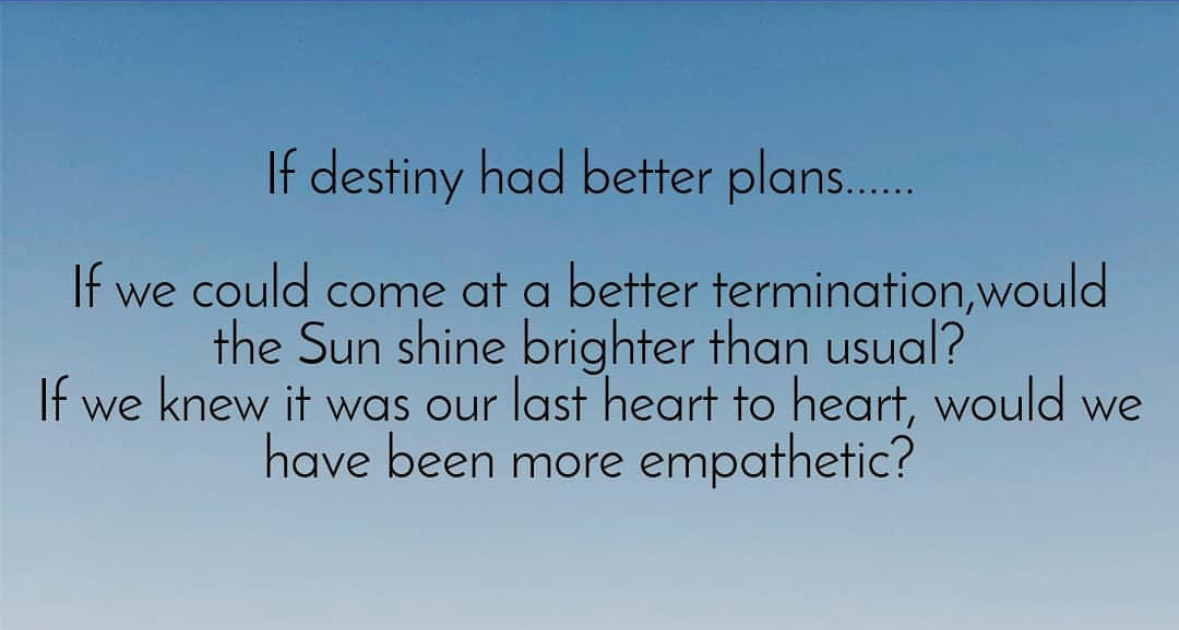 If destiny had better plans......
If we could come at a better termination,would
the Sun shine brighter than usual?
If we knew it was our last heart to heart, would we
have been more empathetic?